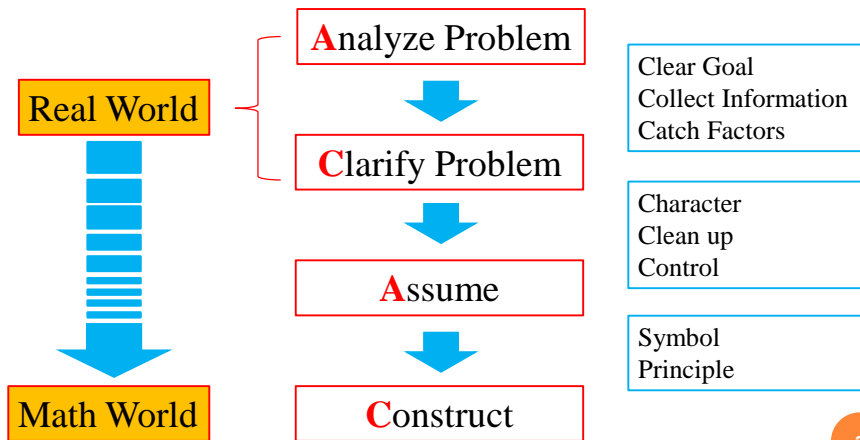 Analyze Problem
Real World
Clarify Problem
Assume
Math World
Construct
Clear Goal
Collect Information
Catch Factors
Character
Clean up
Control
Symbol
Principle